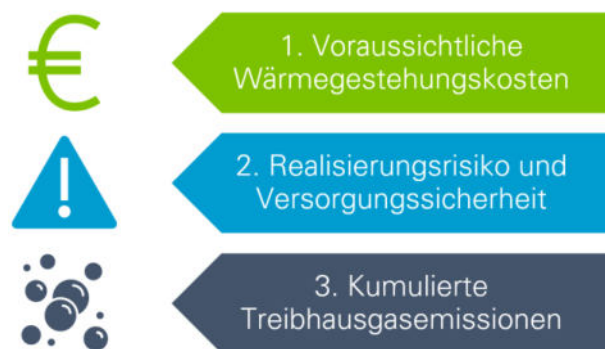 1. Voraussichtliche
Wärmegestehungskosten
2. Realisierungsrisiko und
Versorgungssicherheit
3. Kumulierte
Treibhausgasemissionen